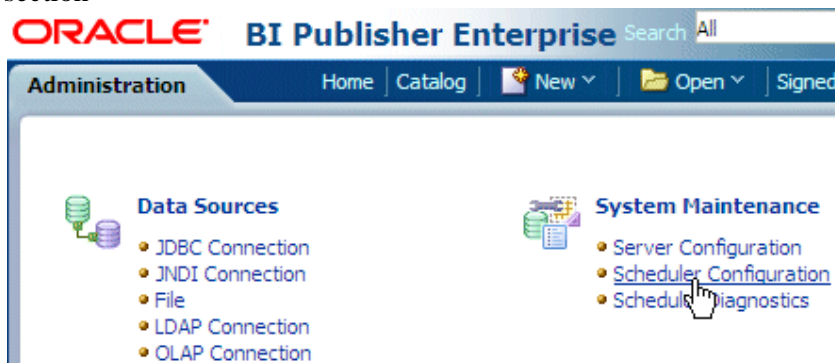 section
ORACLE BI Publisher Enterprise Search All
Administration Home Catalog New Open Signed
Data Sources
JDBC Connection
JNDI Connection
File
LDAP Connection
OLAP Connection
System Maintenance
Server Configuration
Scheduler Configuration
Scheduler Diagnostics